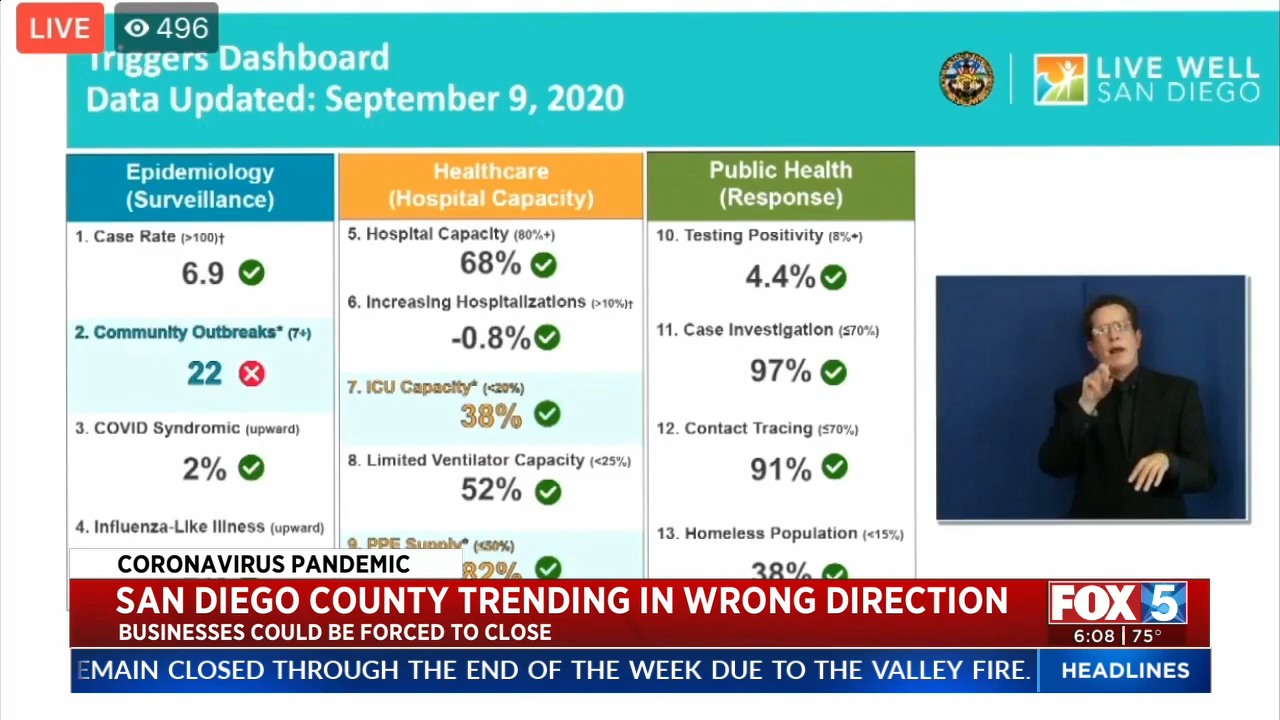 LIVE
496
Triggers Dashboard
Data Updated: September 9, 2020
LIVE WELL
SAN DIEGO
Epidemiology
(Surveillance)
1. Case Rate (>100)†
6.9
2. Community Outbreaks* (7+)
22
3. COVID Syndromic (upward)
2%
4. Influenza-Like Illness (upward)
Healthcare
(Hospital Capacity)
5. Hospital Capacity (80%+)
68%
6. Increasing Hospitalizations (>10%)†
-0.8%
7. ICU Capacity* (<20%)
38%
8. Limited Ventilator Capacity (<25%)
52%
9. PPE Supply* (≤50%)
82%
Public Health
(Response)
10. Testing Positivity (8%+)
4.4%
11. Case Investigation (≤70%)
97%
12. Contact Tracing (≤70%)
91%
13. Homeless Population (<15%)
38%
CORONAVIRUS PANDEMIC
SAN DIEGO COUNTY TRENDING IN WRONG DIRECTION
BUSINESSES COULD BE FORCED TO CLOSE
FOX 5
6:08 | 75°
EMAIN CLOSED THROUGH THE END OF THE WEEK DUE TO THE VALLEY FIRE.
HEADLINES